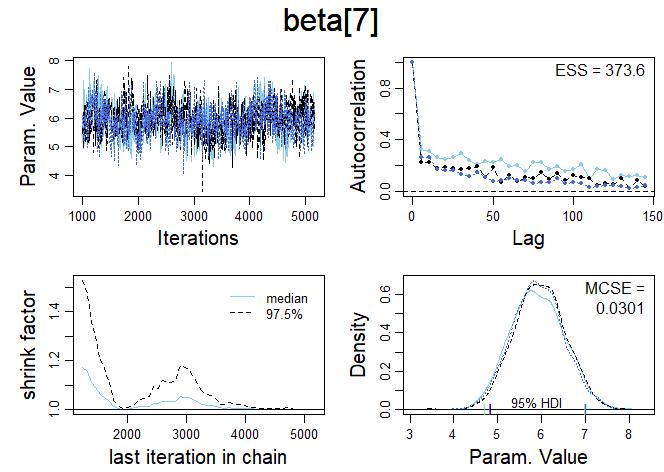 beta[7]
Param. Value
8
7
6
5
4
1000 2000 3000 4000 5000
Iterations
Autocorrelation
0.8
0.4
0.0
ESS = 373.6
0 50 100 150
Lag
shrink factor
1.4
1.2
1.0
median
97.5%
2000 3000 4000 5000
last iteration in chain
Density
0.6
0.4
0.2
0.0
MCSE =
0.0301
95% HDI
3 4 5 6 7 8
Param. Value